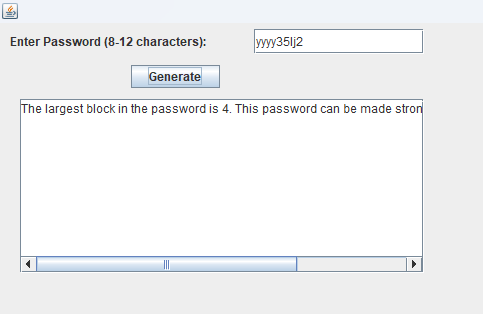 Enter Password (8-12 characters):
yyyy35lj2
Generate
The largest block in the password is 4. This password can be made stron